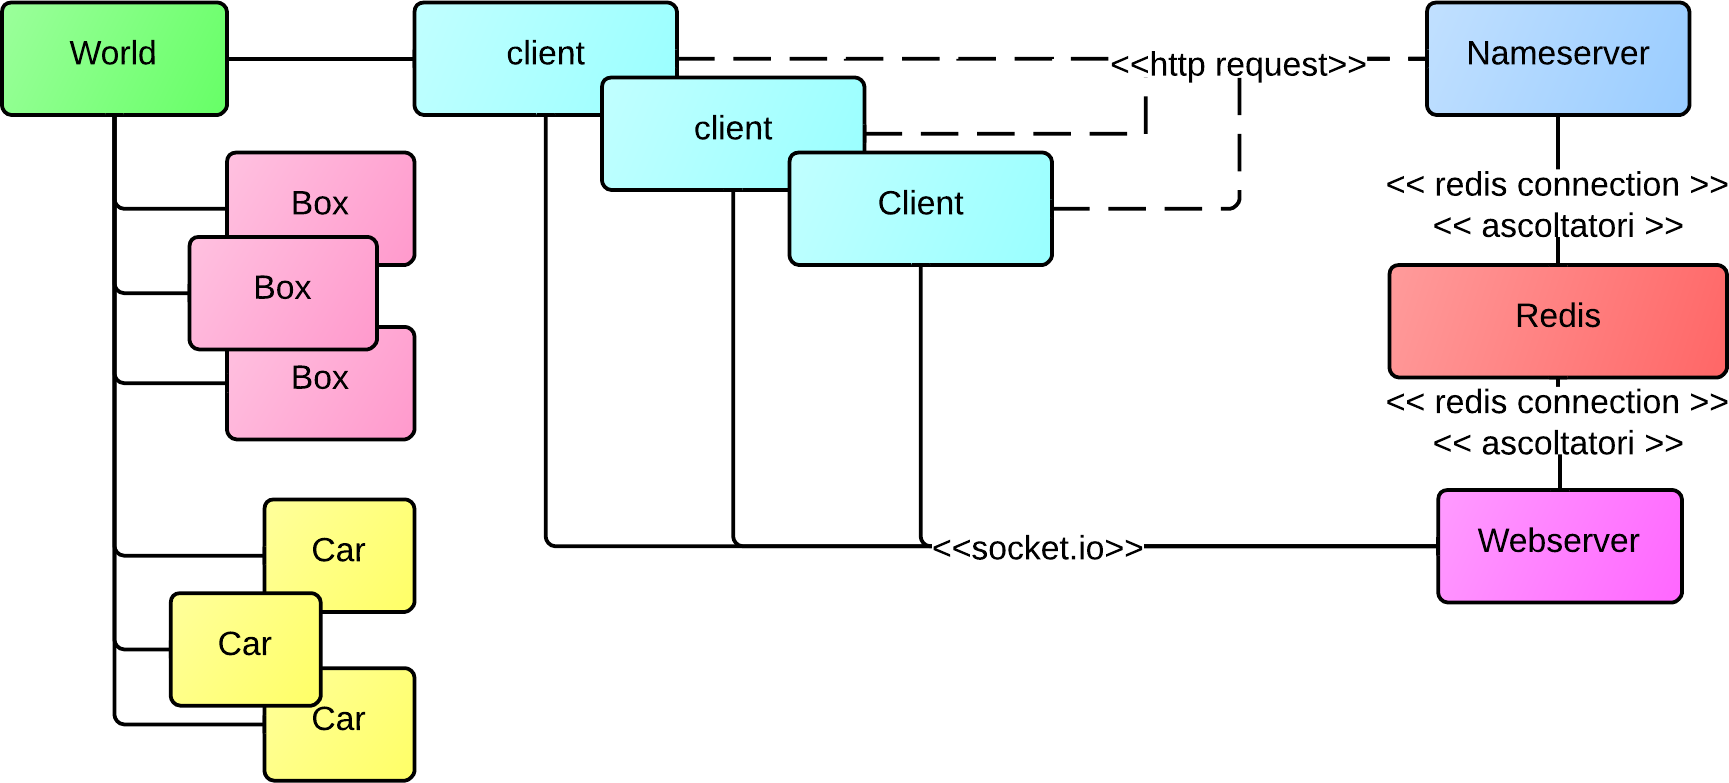 World
client
<<http request>>
Nameserver
client
Client
<< redis connection >>
<< ascoltatori >>
Box
Box
Box
Redis
<< redis connection >>
<< ascoltatori >>
Car
<<socket.io>>
Webserver
Car
Car